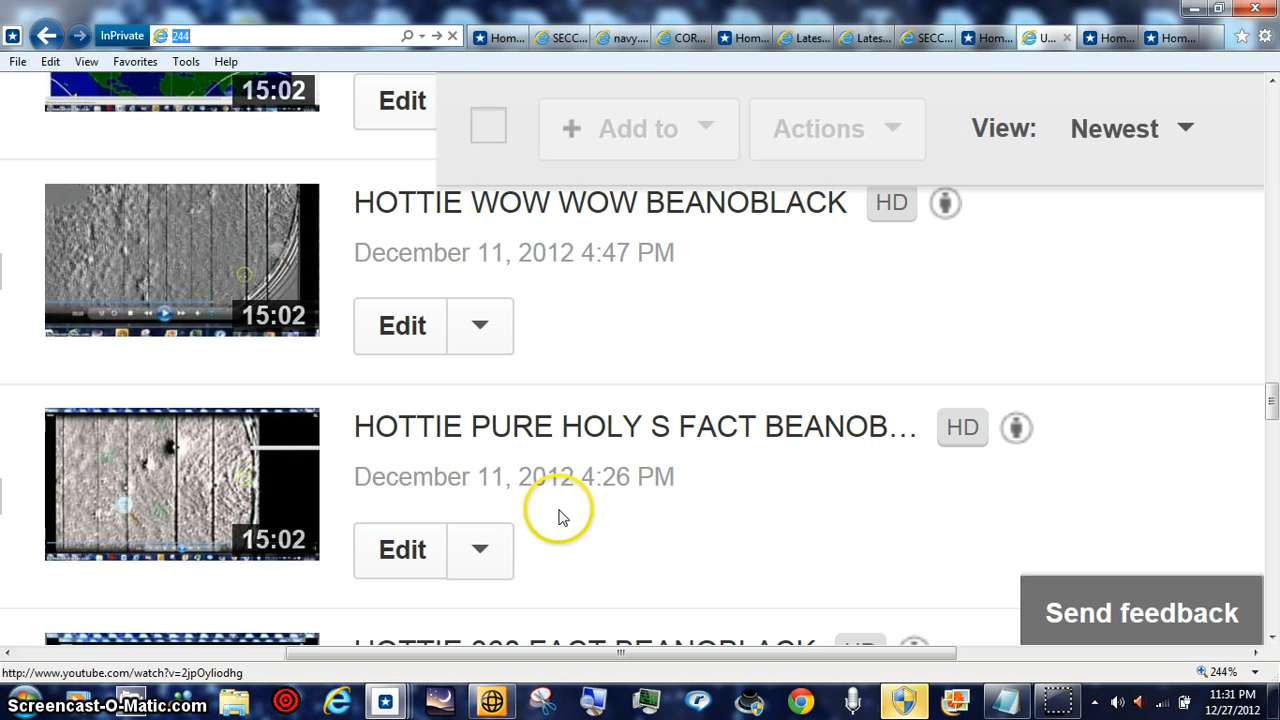 InPrivate 244
Hom... SECC... navy.... COR... Hom... Lates... Lates... SECC... Hom... U... Hom... Hom...
File Edit View Favorites Tools Help
15:02 Edit Add to Actions View: Newest
HOTTIE WOW WOW BEANOBLACK HD
December 11, 2012 4:47 PM
15:02 Edit
HOTTIE PURE HOLY S FACT BEANOB... HD
December 11, 2012 4:26 PM
15:02 Edit
Send feedback
http://www.youtube.com/watch?v=2jpOyIiodhg 244%
Screencast-O-Matic.com 11:31 PM
12/27/2012